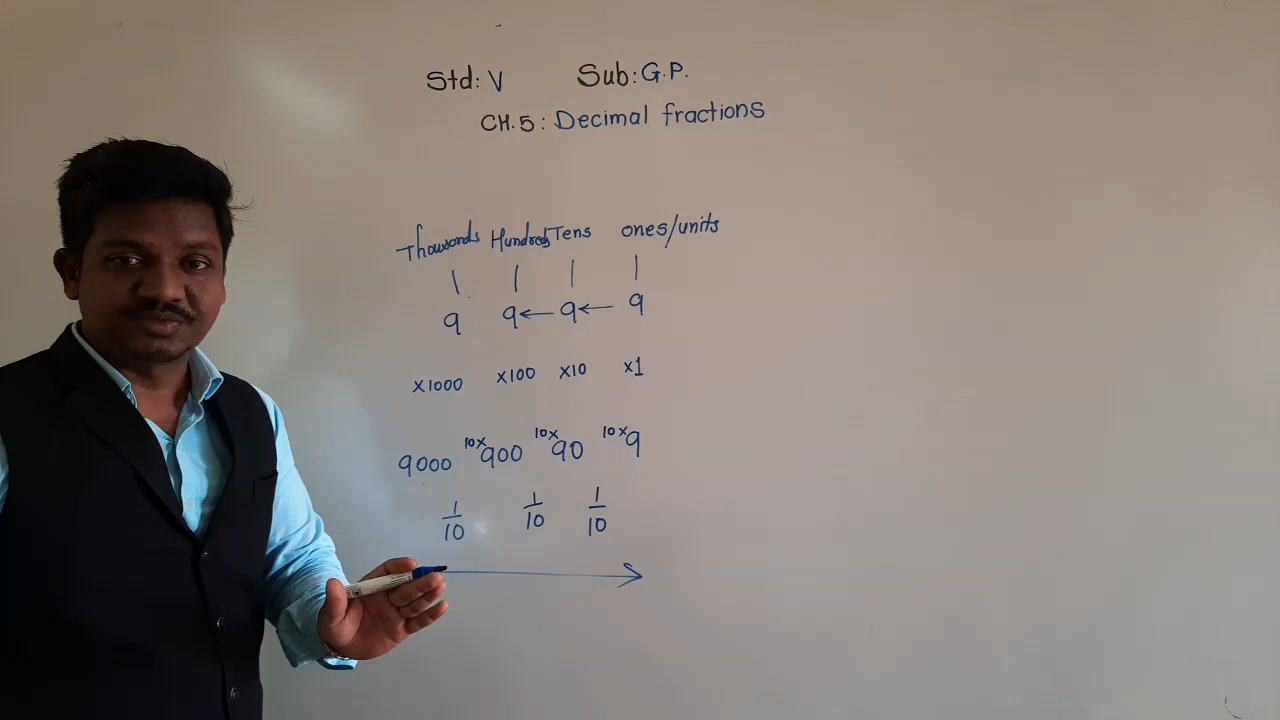 Std: V Sub: G.P.
CH.5: Decimal fractions
Thousands Hundreds Tens ones/units
9 9 ← 9 ← 9
×1000 ×100 ×10 ×1
9000 10× 900 10× 90 10× 9
1/10 1/10 1/10